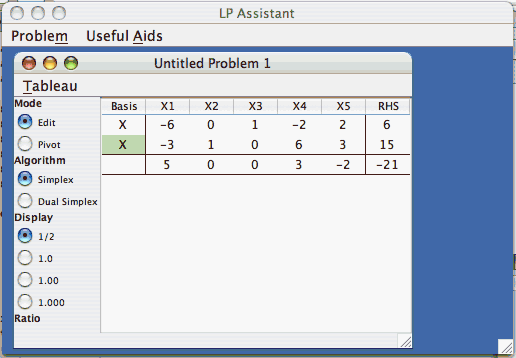 LP Assistant
Problem Useful Aids
Untitled Problem 1
Tableau
Mode
Edit
Pivot
Algorithm
Simplex
Dual Simplex
Display
1/2
1.0
1.00
1.000
Ratio
Basis X1 X2 X3 X4 X5 RHS
X -6 0 1 -2 2 6
X -3 1 0 6 3 15
5 0 0 3 -2 -21